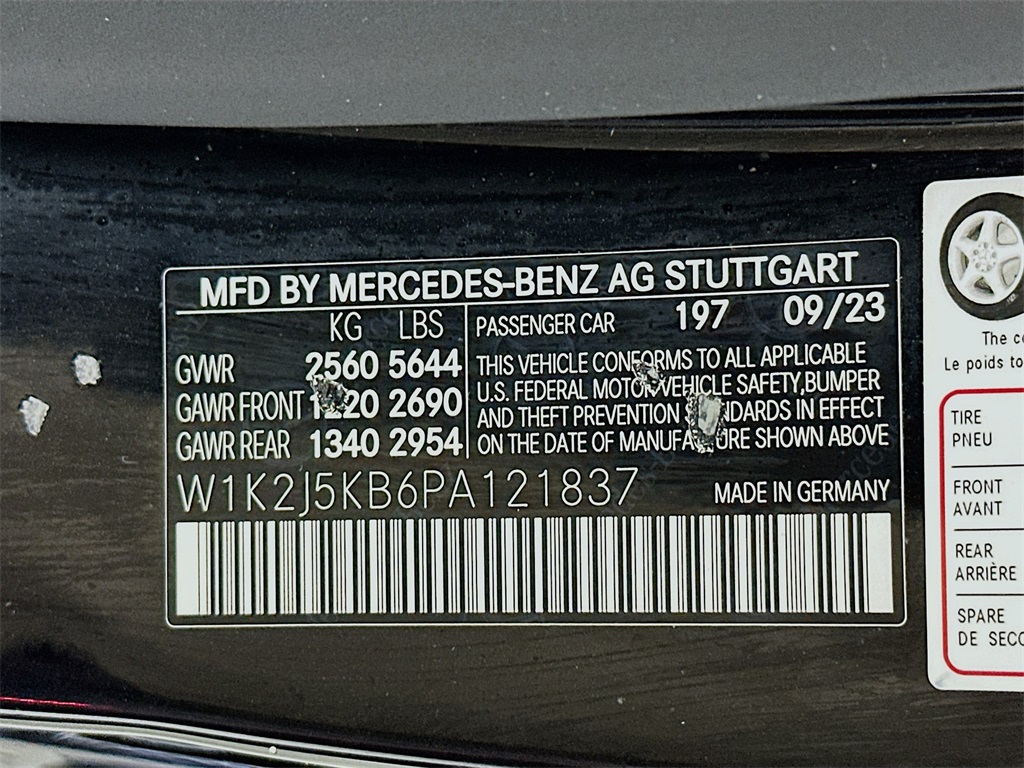 MFD BY MERCEDES-BENZ AG STUTTGART
KG LBS
GVWR 2560 5644
GAWR FRONT 2690
GAWR REAR 1340 2954
PASSENGER CAR 197 09/23
THIS VEHICLE CONFORMS TO ALL APPLICABLE
U.S. FEDERAL MOTOR VEHICLE SAFETY,BUMPER
AND THEFT PREVENTION STANDARDS IN EFFECT
ON THE DATE OF MANUFACTURE SHOWN ABOVE
W1K2J5KB6PA121837
MADE IN GERMANY
The
Le poids
TIRE
PNEU
FRONT
AVANT
REAR
ARRIÈRE
SPARE
DE